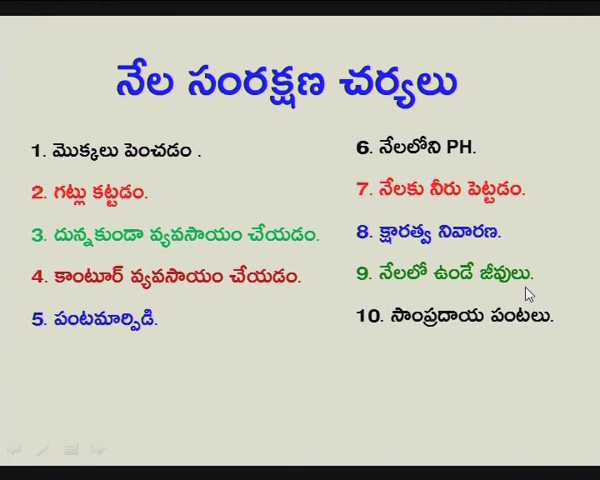 నేల సంరక్షణ చర్యలు
1. మొక్కలు పెంచడం .
2. గట్లు కట్టడం.
3. దున్నకుండా వ్యవసాయం చేయడం.
4. కాంటూర్ వ్యవసాయం చేయడం.
5. పంటమార్పిడి.
6. నేలలోని PH.
7. నేలకు నీరు పెట్టడం.
8. క్షారత్వ నివారణ.
9. నేలలో ఉండే జీవులు.
10. సాంప్రదాయ పంటలు.